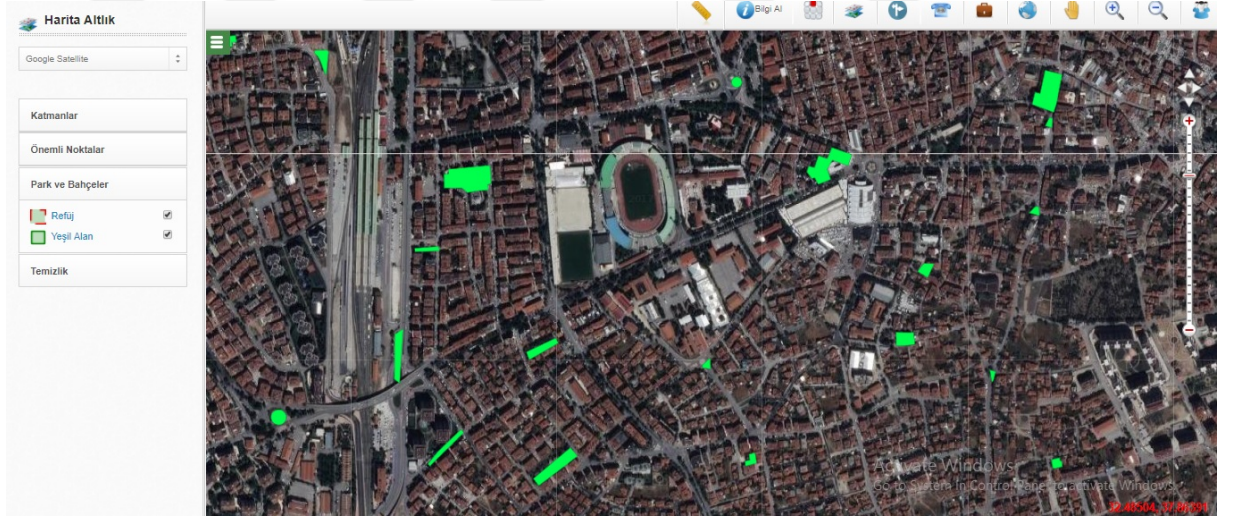 Harita Altlık
Bilgi Al
Google Satellite
Katmanlar
Önemli Noktalar
Park ve Bahçeler
Refüj
Yeşil Alan
Temizlik
Activate Windows
Go to System in Control Panel to activate Windows.